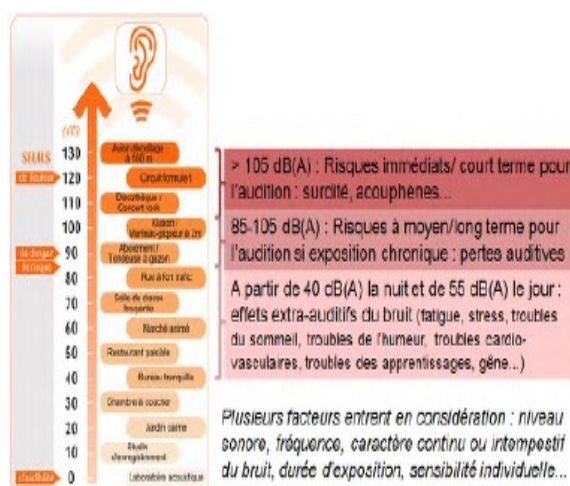 SEUILS
130
de douleur
120
110
100
90
80
70
60
50
40
30
20
10
0
Avion décollage
à 100 m
Circuit formule 1
Discothèque /
Concert rock
Klaxon /
Marteau-piqueur à 2m
Aboiement /
Tondeuse à gazon
Rue à fort trafic
Salle de classe
bruyante
Marché animé
Restaurant paisible
Bureau tranquille
Chambre à coucher
Jardin calme
Studio
d'enregistrement
Laboratoire acoustique
> 105 dB(A) : Risques immédiats/ court terme pour
l'audition : surdité, acouphènes...
85-105 dB(A) : Risques à moyen/long terme pour
l'audition si exposition chronique : pertes auditives
A partir de 40 dB(A) la nuit et de 55 dB(A) le jour :
effets extra-auditifs du bruit (fatigue, stress, troubles
du sommeil, troubles de l'humeur, troubles cardio-
vasculaires, troubles des apprentissages, gêne...)
Plusieurs facteurs entrent en considération : niveau
sonore, fréquence, caractère continu ou intempestif
du bruit, durée d'exposition, sensibilité individuelle...